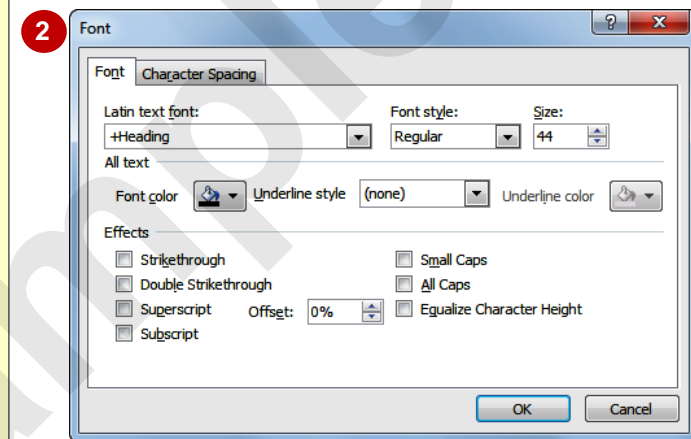 2
Font
? X
Font Character Spacing
Latin text font: Font style: Size:
+Heading Regular 44
All text
Font color Underline style (none) Underline color
Effects
Strikethrough Small Caps
Double Strikethrough All Caps
Superscript Offset: 0% Equalize Character Height
Subscript
OK Cancel